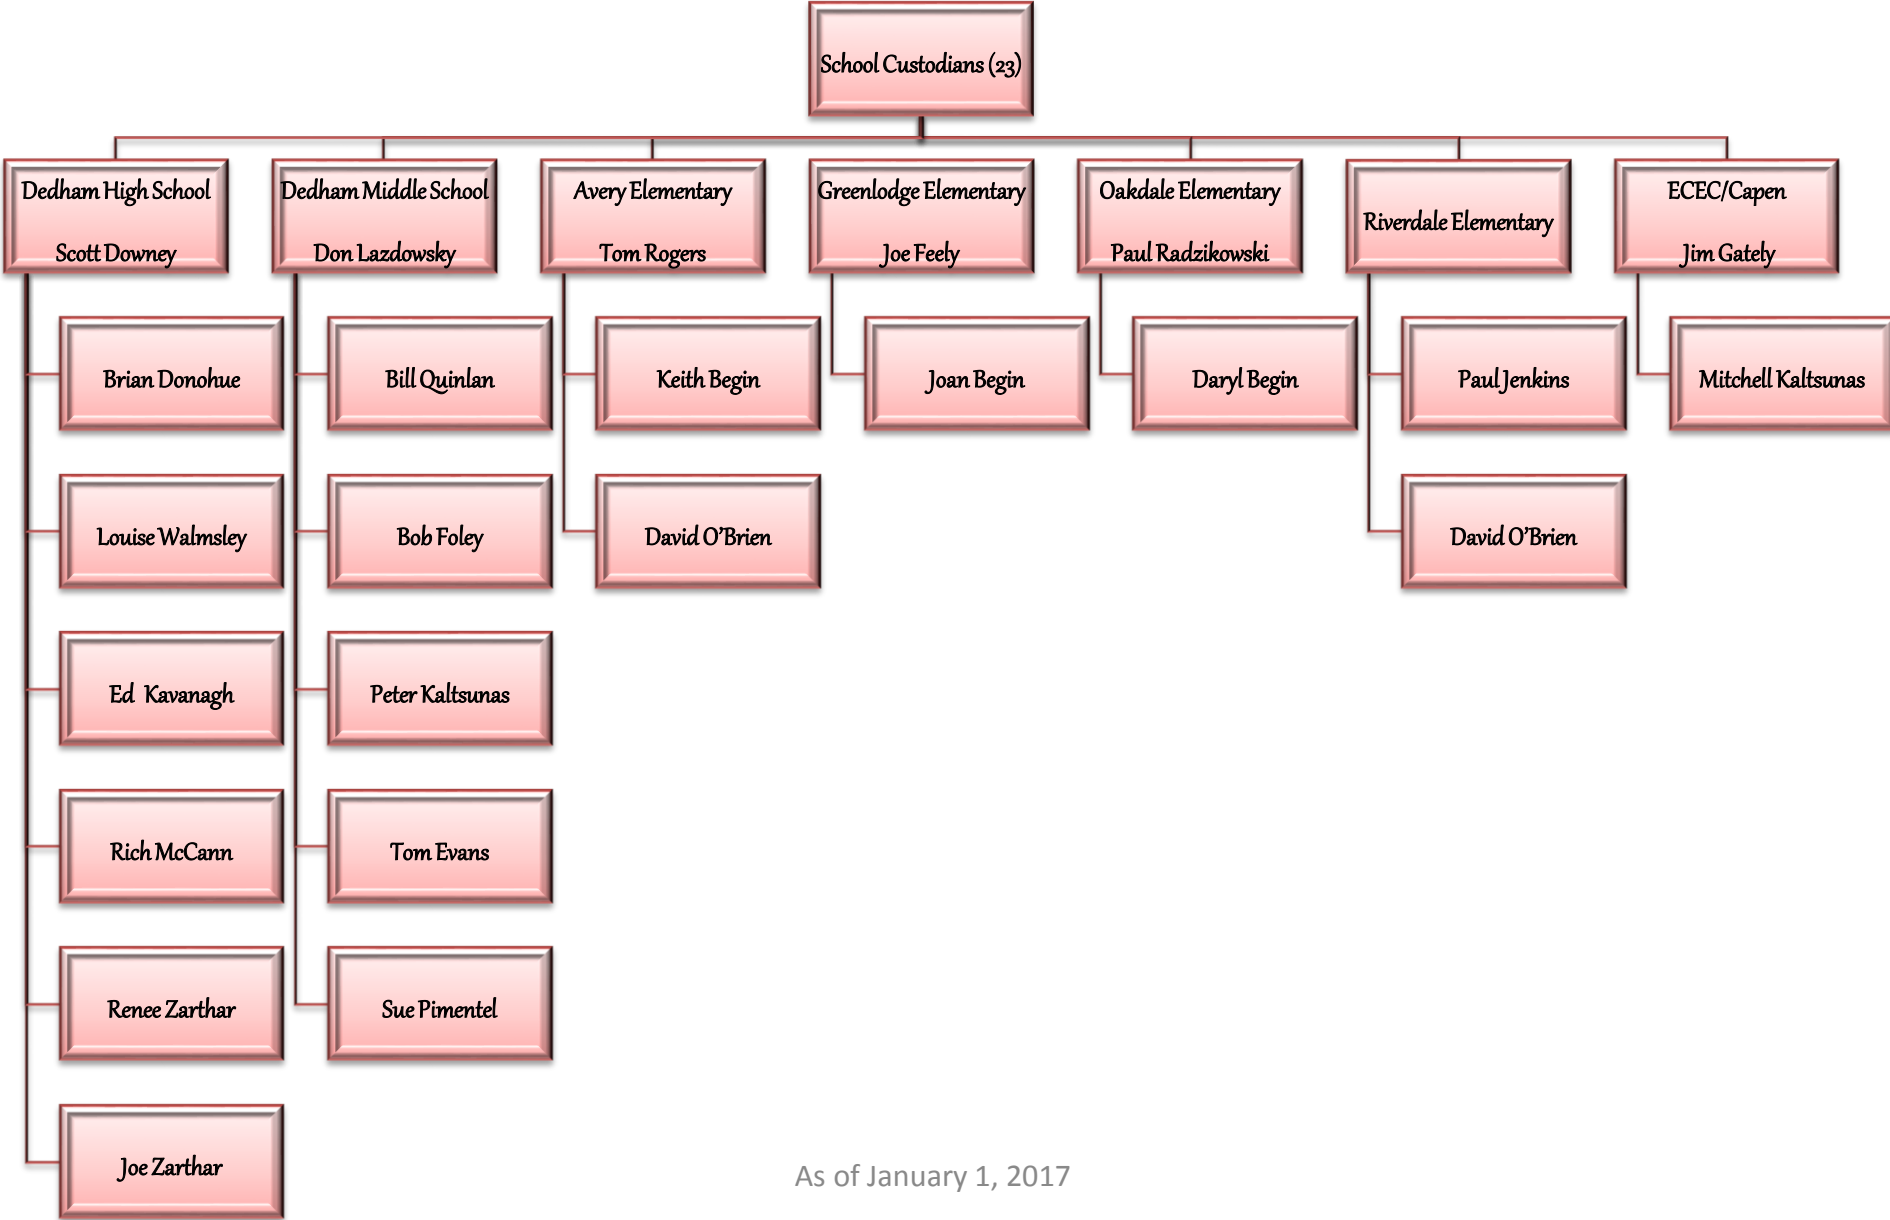 School Custodians (23)
Dedham High School
Scott Downey
Dedham Middle School
Don Lazdowsky
Avery Elementary
Tom Rogers
Greenlodge Elementary
Joe Feely
Oakdale Elementary
Paul Radzikowski
Riverdale Elementary
ECEC/Capen
Jim Gately
Brian Donohue
Louise Walmsley
Ed  Kavanagh
Rich McCann
Renee Zarthar
Joe Zarthar
Bill Quinlan
Bob Foley
Peter Kaltsunas
Tom Evans
Sue Pimentel
Keith Begin
David O’Brien
Joan Begin
Daryl Begin
Paul Jenkins
David O’Brien
Mitchell Kaltsunas
As of January 1, 2017